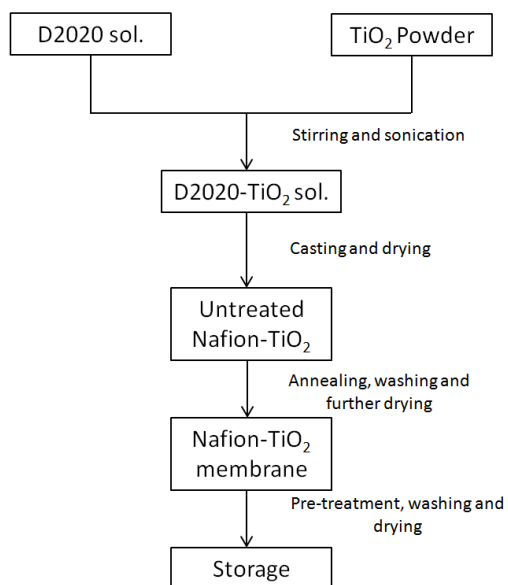 D2020 sol.
TiO₂ Powder
Stirring and sonication
D2020-TiO₂ sol.
Casting and drying
Untreated
Nafion-TiO₂
Annealing, washing and
further drying
Nafion-TiO₂
membrane
Pre-treatment, washing and
drying
Storage